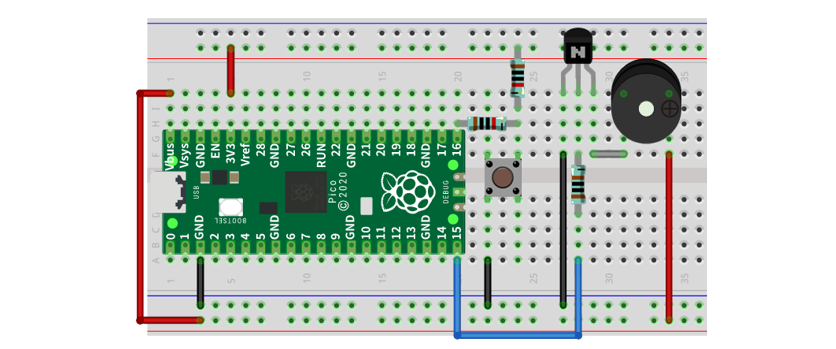 N
1 10 15 20 25 35
J
I
H
F
Vbus Vsys GND EN 3V3 Vref 28 GND 27 26 RUN 22 GND 21 20 19 18 GND 17 16
USB
BOOTSEL
Pico © 2020
DEBUG
0 1 GND 2 3 4 5 GND 6 7 8 9 GND 10 11 12 13 GND 14 15
B
A
1 5 10 15 20 25 30 35